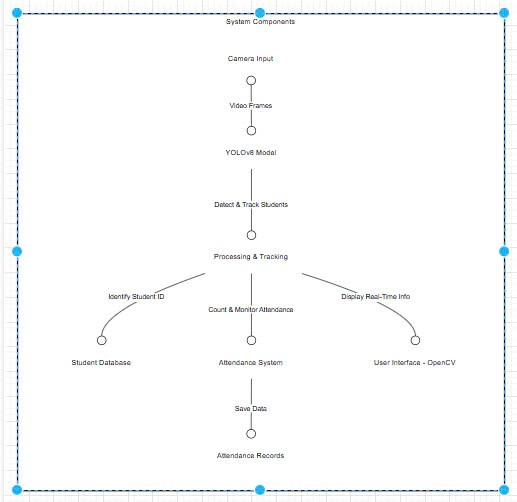 System Components
Camera Input
Video Frames
YOLOv8 Model
Detect & Track Students
Processing & Tracking
Identify Student ID
Count & Monitor Attendance
Display Real-Time Info
Student Database
Attendance System
User Interface - OpenCV
Save Data
Attendance Records